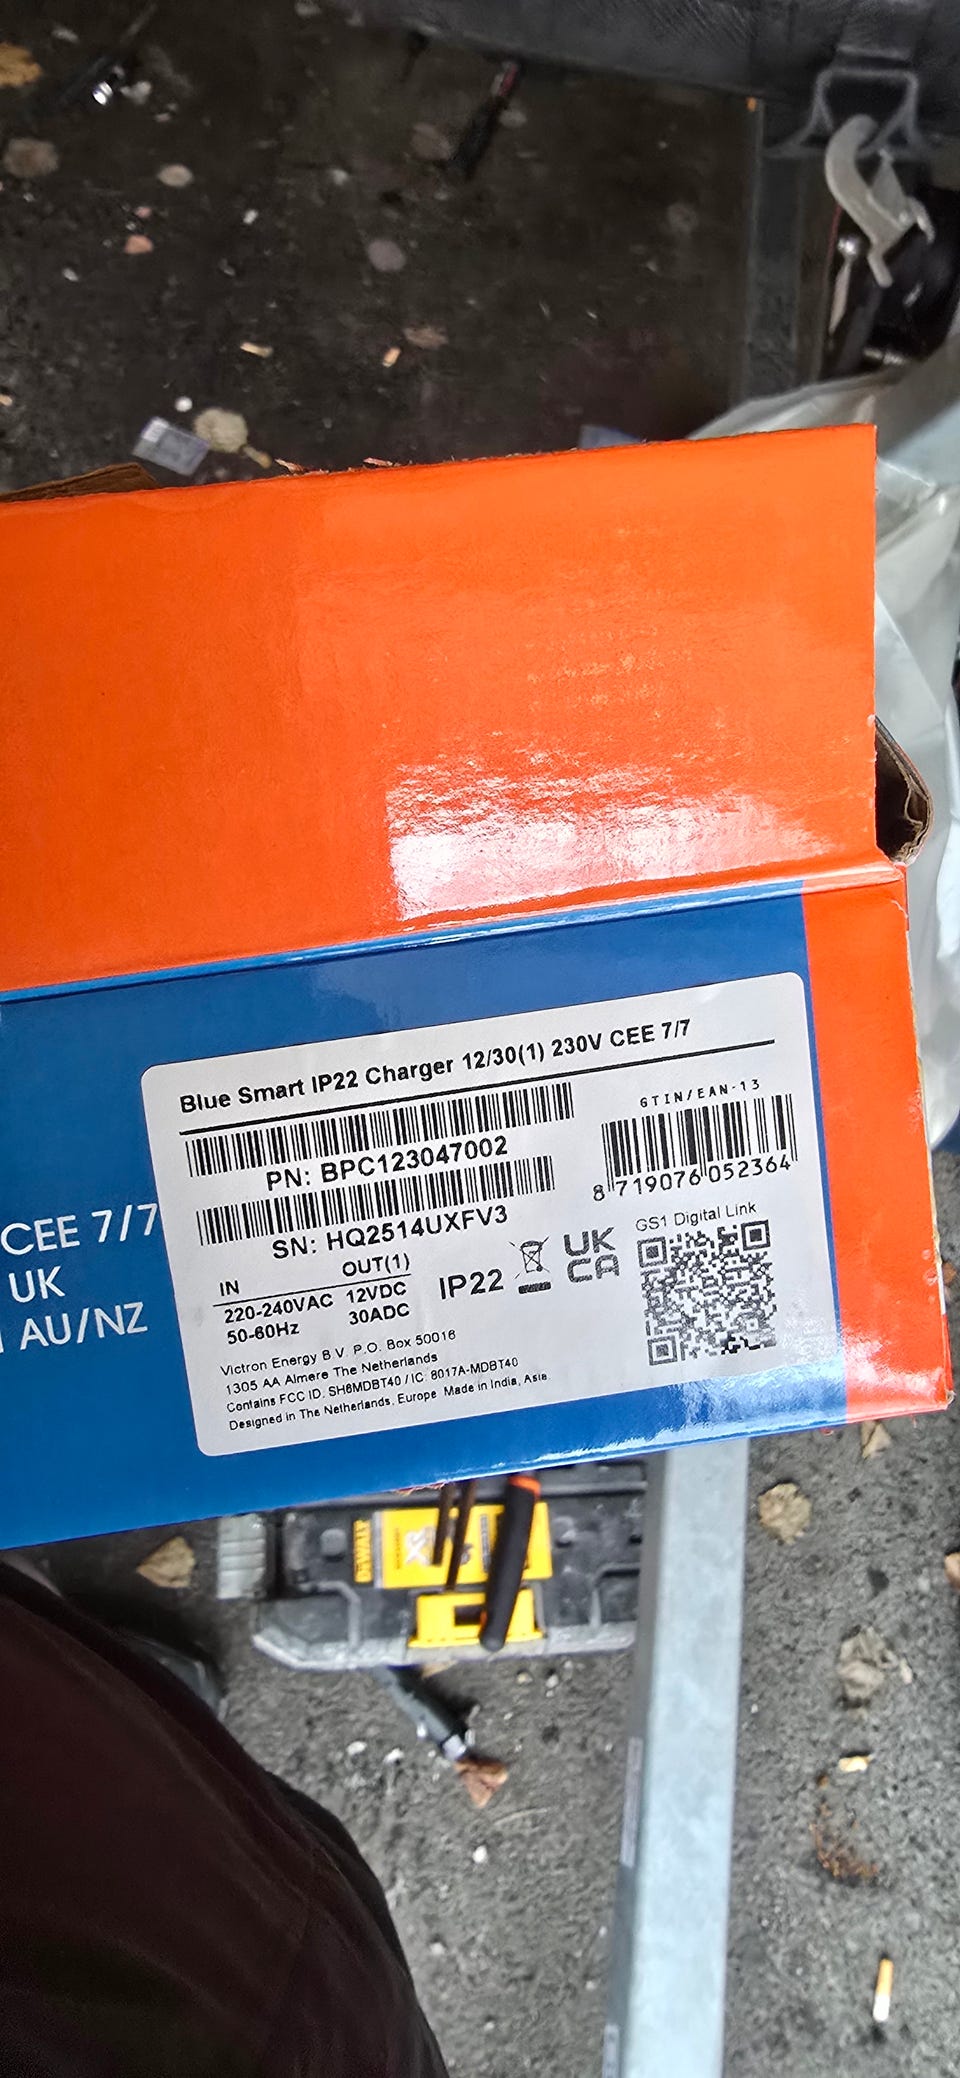 Blue Smart IP22 Charger 12/30(1) 230V CEE 7/7
PN: BPC123047002
SN: HQ2514UXFV3
GTIN/EAN-13
8 719076 052364
GS1 Digital Link
IN OUT(1)
220-240VAC 12VDC
50-60Hz 30ADC
IP22
UK
CA
Victron Energy B.V. P.O. Box 50016
1305 AA Almere The Netherlands
Contains FCC ID: SH6MDBT40 / IC: 8017A-MDBT40
Designed in The Netherlands, Europe Made in India, Asia.
CEE 7/7
UK
AU/NZ
DEWALT